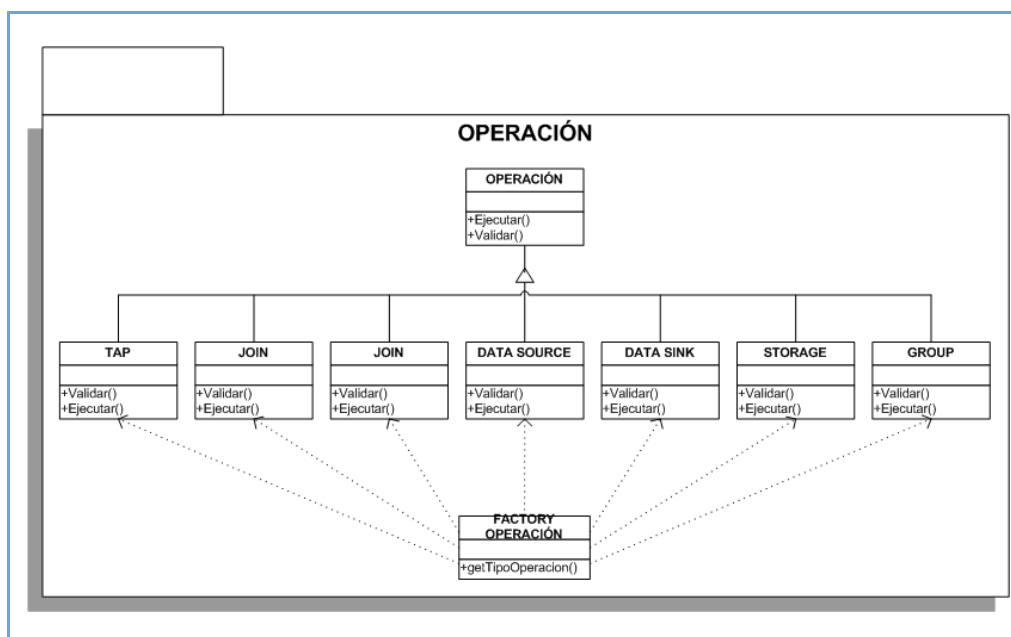 OPERACIÓN
OPERACIÓN
+Ejecutar()
+Validar()
TAP
+Validar()
+Ejecutar()
JOIN
+Validar()
+Ejecutar()
JOIN
+Validar()
+Ejecutar()
DATA SOURCE
+Validar()
+Ejecutar()
DATA SINK
+Validar()
+Ejecutar()
STORAGE
+Validar()
+Ejecutar()
GROUP
+Validar()
+Ejecutar()
FACTORY
OPERACIÓN
+getTipoOperacion()